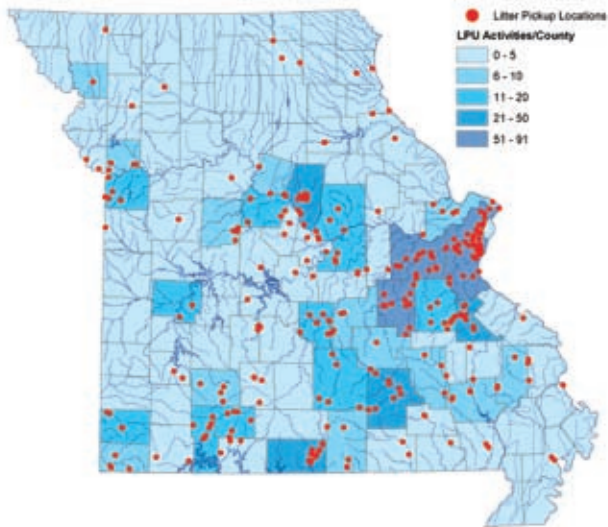 Litter Pickup Locations
LPU Activities/County
0 - 5
6 - 10
11 - 20
21 - 50
51 - 91